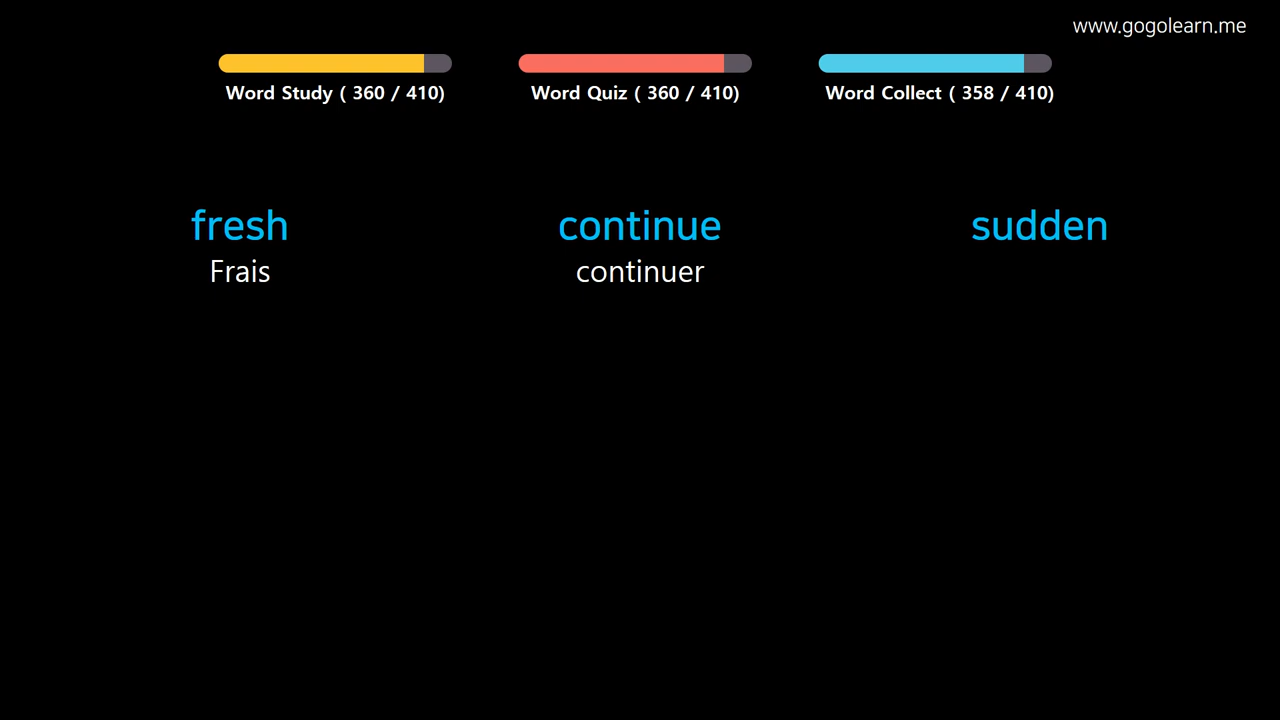 www.gogolearn.me
Word Study ( 360 / 410)
Word Quiz ( 360 / 410)
Word Collect ( 358 / 410)
fresh
Frais
continue
continuer
sudden